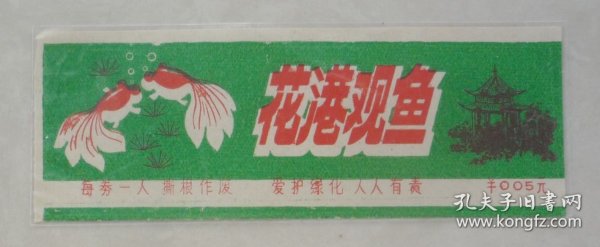 花港观鱼
每券一人 撕根作废 爱护绿化 人人有责 ¥005元
孔夫子旧书网
www.kongfz.com